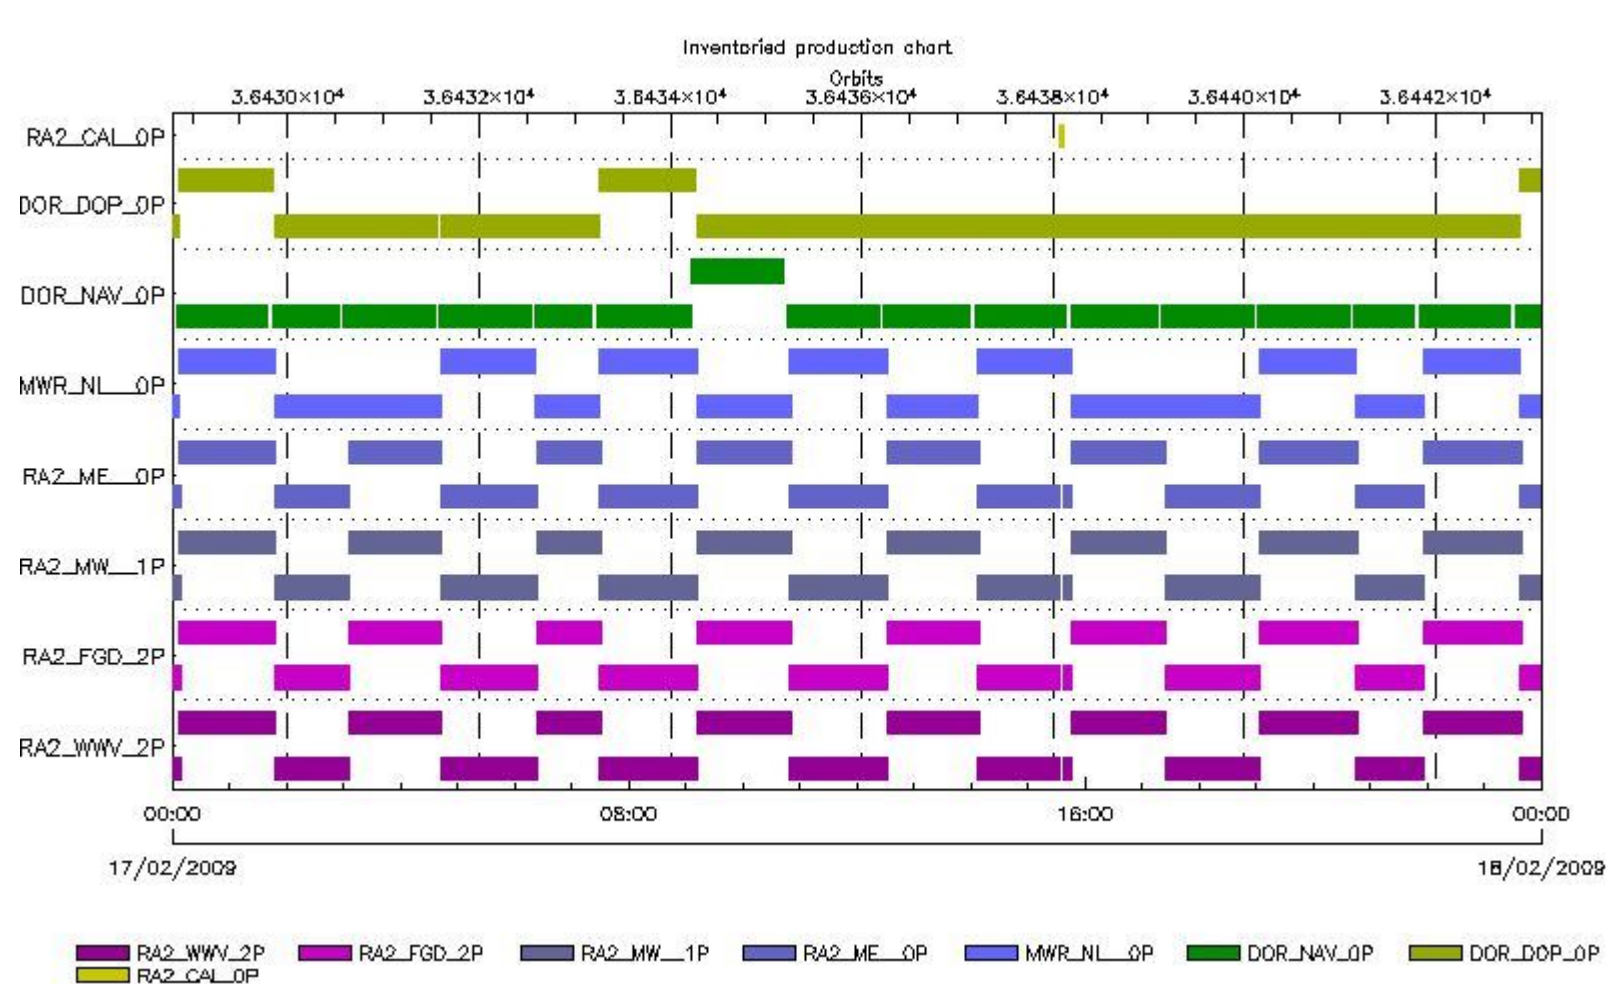 Inventoried production chart
Orbits
3.6430×10⁴ 3.6432×10⁴ 3.6434×10⁴ 3.6436×10⁴ 3.6438×10⁴ 3.6440×10⁴ 3.6442×10⁴
RA2_CAL_0P
DOR_DOP_0P
DOR_NAV_0P
MWR_NL__0P
RA2_ME__0P
RA2_MW__1P
RA2_FGD_2P
RA2_WWV_2P
00:00 08:00 16:00 00:00
17/02/2009 18/02/2009
RA2_WWV_2P RA2_FGD_2P RA2_MW__1P RA2_ME__0P MWR_NL__0P DOR_NAV_0P DOR_DOP_0P
RA2_CAL_0P